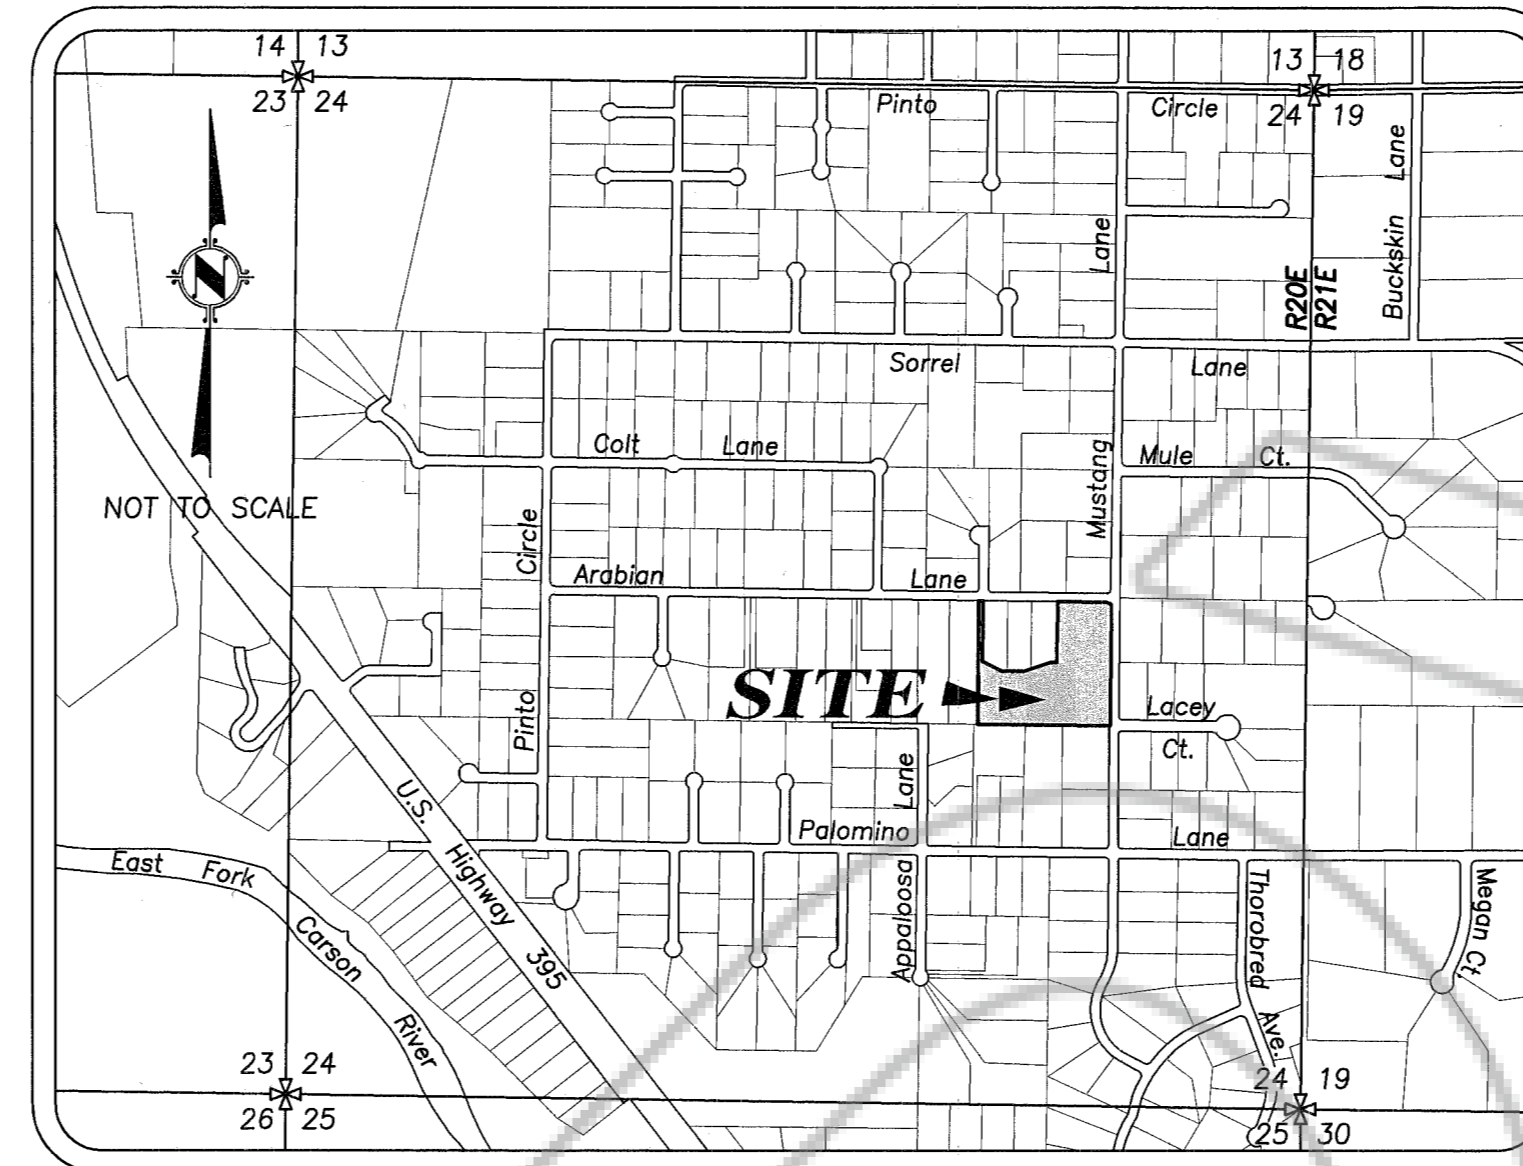 14 13
13 18
23 24
Pinto Circle
24 19
Buckskin Lane
Lane
R20E
R21E
N
Sorrel Lane
Colt Lane
Mustang
Mule Ct.
NOT TO SCALE
Circle
Arabian Lane
SITE
Pinto
Lacey
Ct.
Lane
U.S. Highway 395
Palomino Lane
East Fork Carson River
Appaloosa
Thorobred Ave.
Megan Ct.
23 24
24 19
26 25
25 30